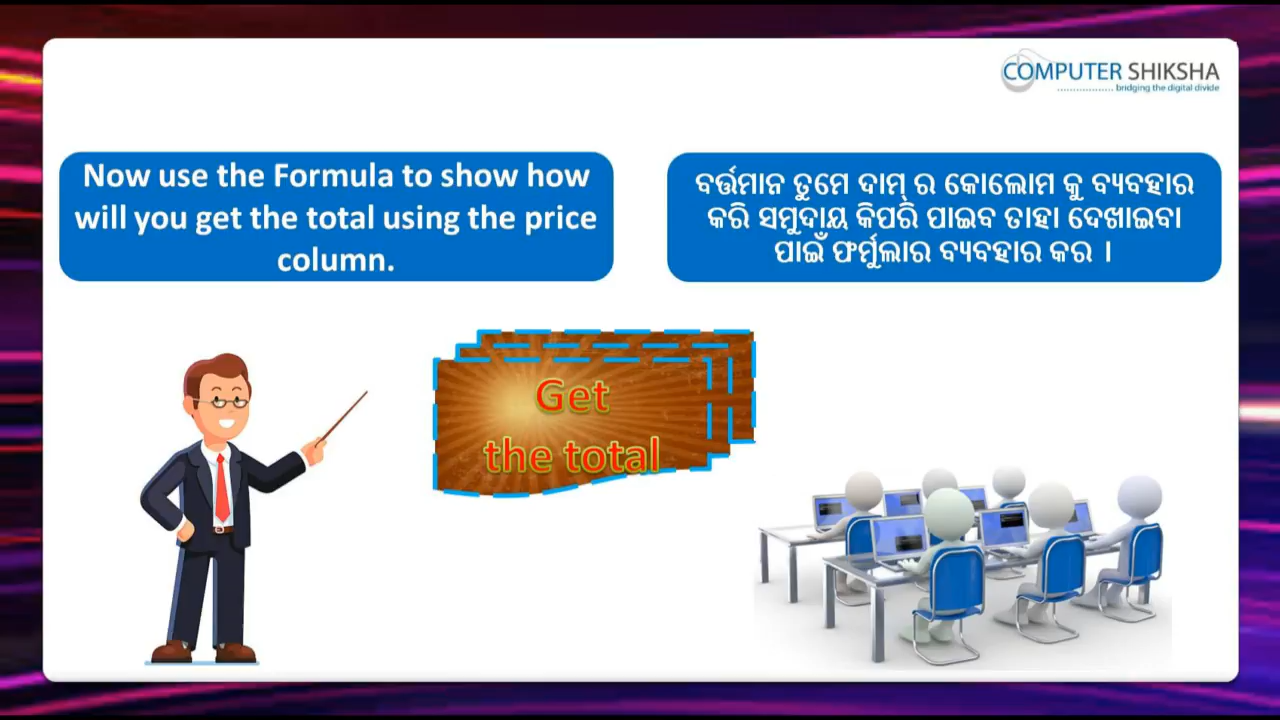 COMPUTER SHIKSHA
bridging the digital divide
Now use the Formula to show how
will you get the total using the price
column.
ବର୍ତ୍ତମାନ ତୁମେ ଦାମ୍ ର କୋଲୋମ କୁ ବ୍ୟବହାର
କରି ସମୁଦାୟ କିପରି ପାଇବ ତାହା ଦେଖାଇବା
ପାଇଁ ଫର୍ମୁଲାର ବ୍ୟବହାର କର ।
Get
the total